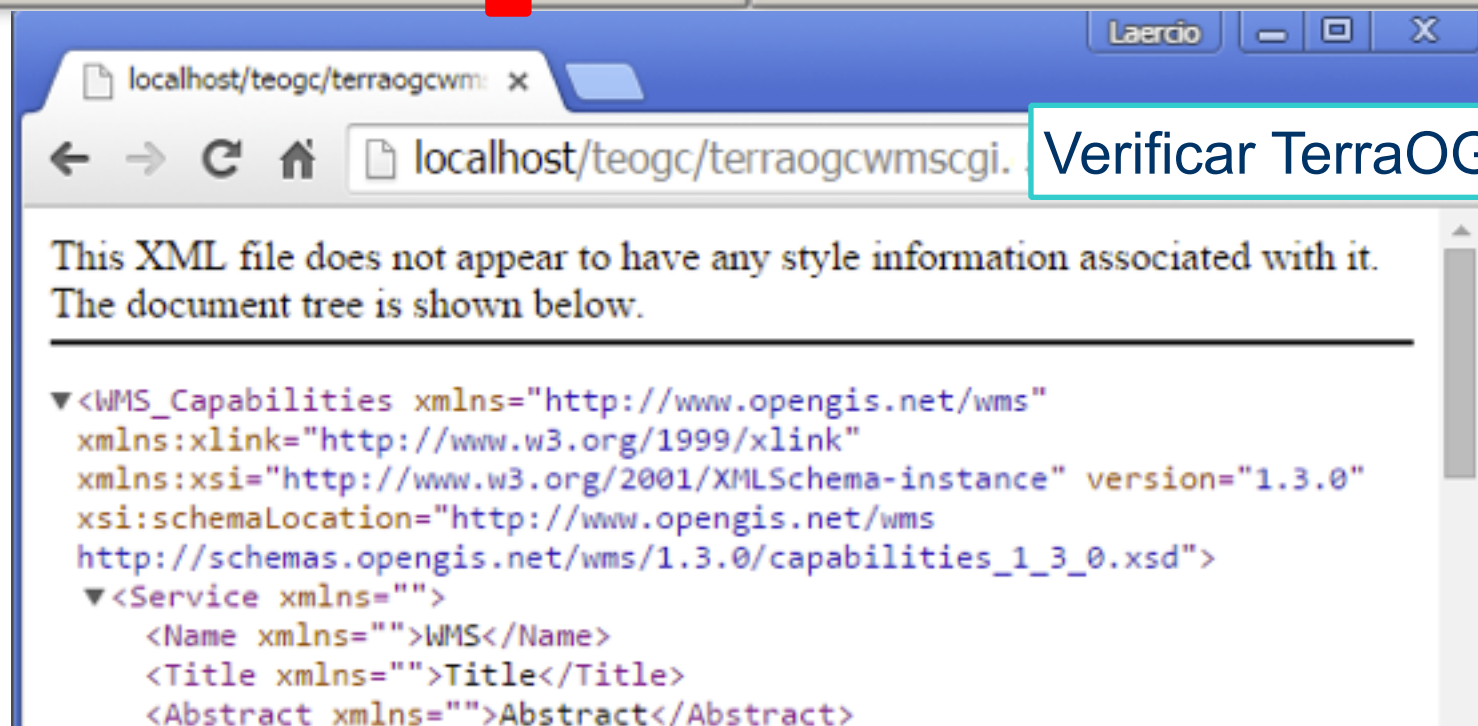 Laercio
localhost/teogc/terraogcwm
localhost/teogc/terraogcwmscgi.
Verificar TerraOG
This XML file does not appear to have any style information associated with it.
The document tree is shown below.
▼<WMS_Capabilities xmlns="http://www.opengis.net/wms"
xmlns:xlink="http://www.w3.org/1999/xlink"
xmlns:xsi="http://www.w3.org/2001/XMLSchema-instance" version="1.3.0"
xsi:schemaLocation="http://www.opengis.net/wms
http://schemas.opengis.net/wms/1.3.0/capabilities_1_3_0.xsd">
▼<Service xmlns="">
<Name xmlns="">WMS</Name>
<Title xmlns="">Title</Title>
<Abstract xmlns="">Abstract</Abstract>